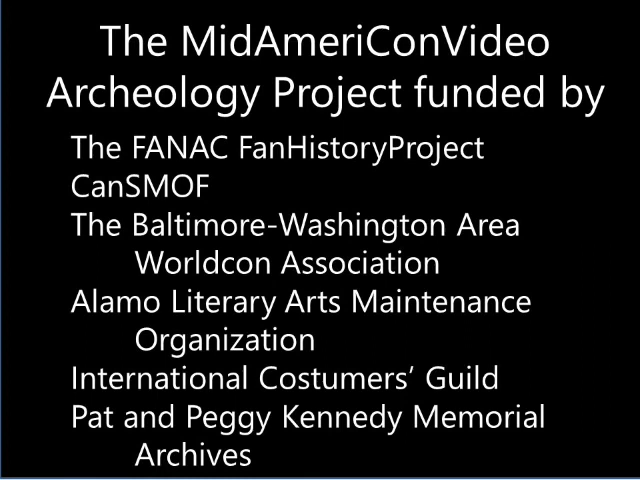 The MidAmeriConVideo
Archeology Project funded by
The FANAC FanHistoryProject
CanSMOF
The Baltimore-Washington Area
Worldcon Association
Alamo Literary Arts Maintenance
Organization
International Costumers’ Guild
Pat and Peggy Kennedy Memorial
Archives